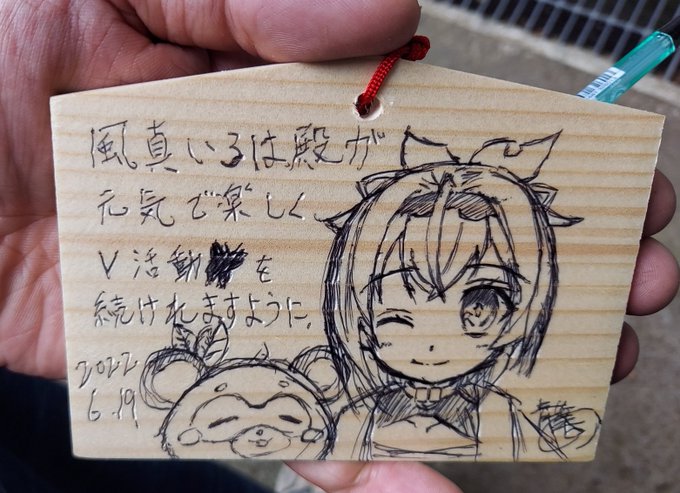 風真いろは殿が
元気で楽しく
V活動を
続けれますように.
2022
6.19